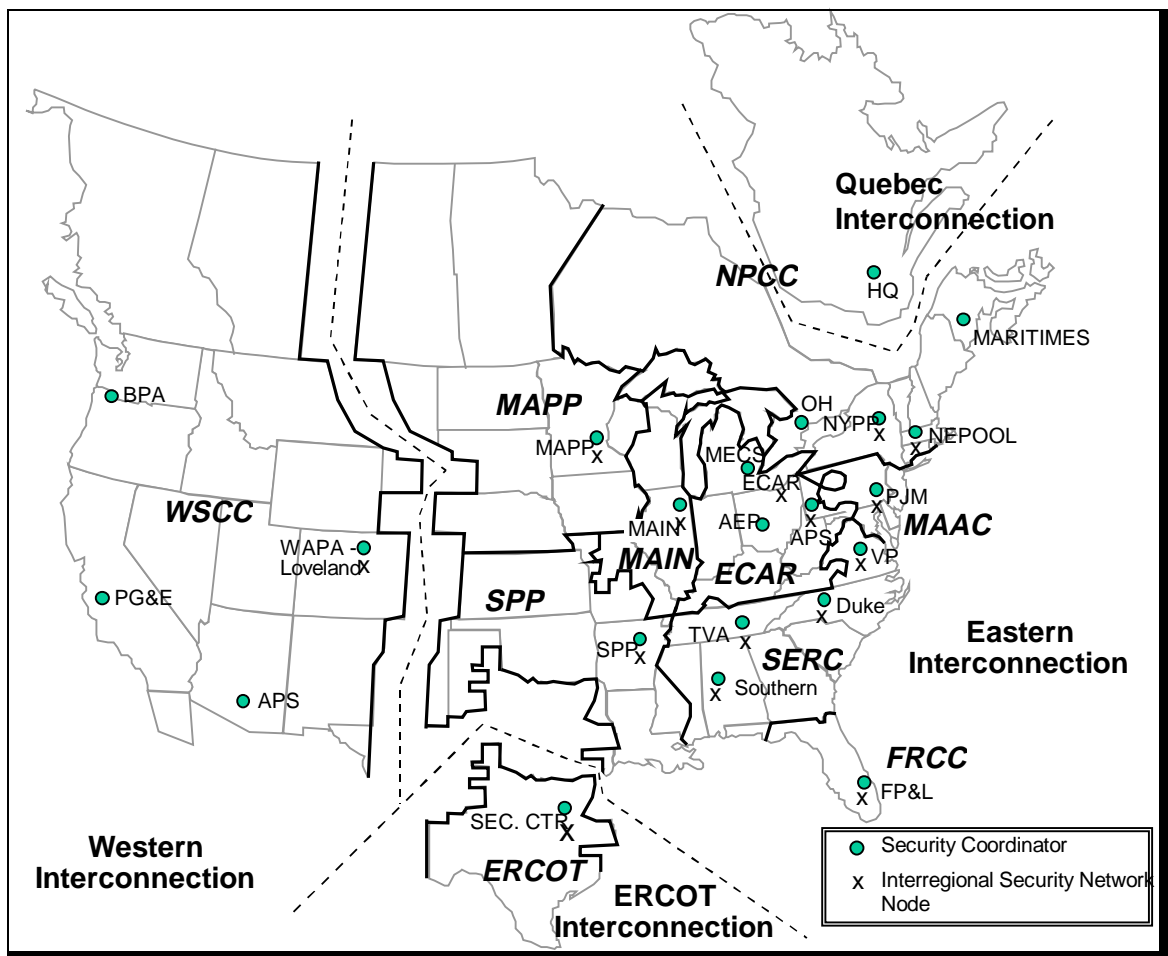 Quebec
Interconnection
NPCC
HQ
MARITIMES
BPA
MAPP
OH
NYPP
NEPOOL
MAPP
MECS
ECAR
PJM
WSCC
MAIN
AEP
APS
MAAC
WAPA -
Loveland
MAIN
ECAR
VP
PG&E
SPP
Duke
TVA
SPP
SERC
Eastern
Interconnection
Southern
APS
FRCC
FP&L
SEC. CTR
Western
Interconnection
ERCOT
ERCOT
Interconnection
Security Coordinator
x Interregional Security Network
Node